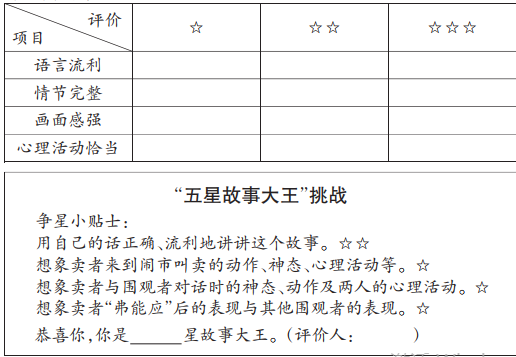 评价
项目
☆
☆☆
☆☆☆
语言流利
情节完整
画面感强
心理活动恰当
“五星故事大王”挑战
争星小贴士：
用自己的话正确、流利地讲讲这个故事。☆☆
想象卖者来到闹市叫卖的动作、神态、心理活动等。☆
想象卖者与围观者对话时的神态、动作及两人的心理活动。☆
想象卖者“弗能应”后的表现与其他围观者的表现。☆
恭喜你，你是______星故事大王。（评价人：　　　）